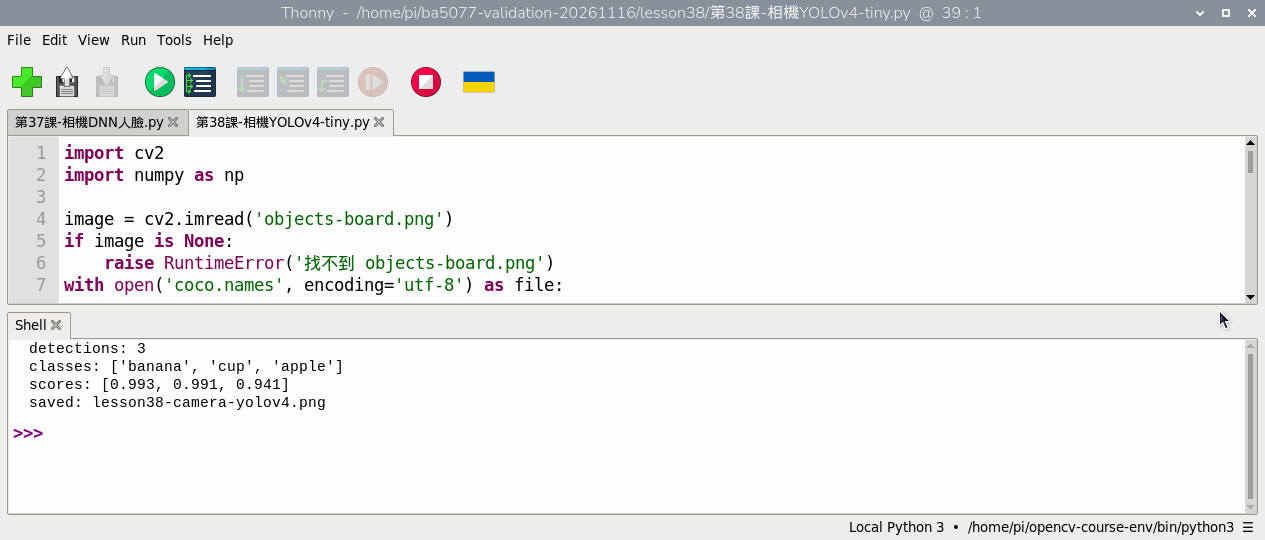 Thonny - /home/pi/ba5077-validation-20261116/lesson38/第38課-相機YOLOv4-tiny.py @ 39 : 1
File Edit View Run Tools Help
第37課-相機DNN人臉.py
第38課-相機YOLOv4-tiny.py
1 import cv2
2 import numpy as np
3
4 image = cv2.imread('objects-board.png')
5 if image is None:
6     raise RuntimeError('找不到 objects-board.png')
7 with open('coco.names', encoding='utf-8') as file:
Shell
detections: 3
classes: ['banana', 'cup', 'apple']
scores: [0.993, 0.991, 0.941]
saved: lesson38-camera-yolov4.png
>>>
Local Python 3 • /home/pi/opencv-course-env/bin/python3 ☰